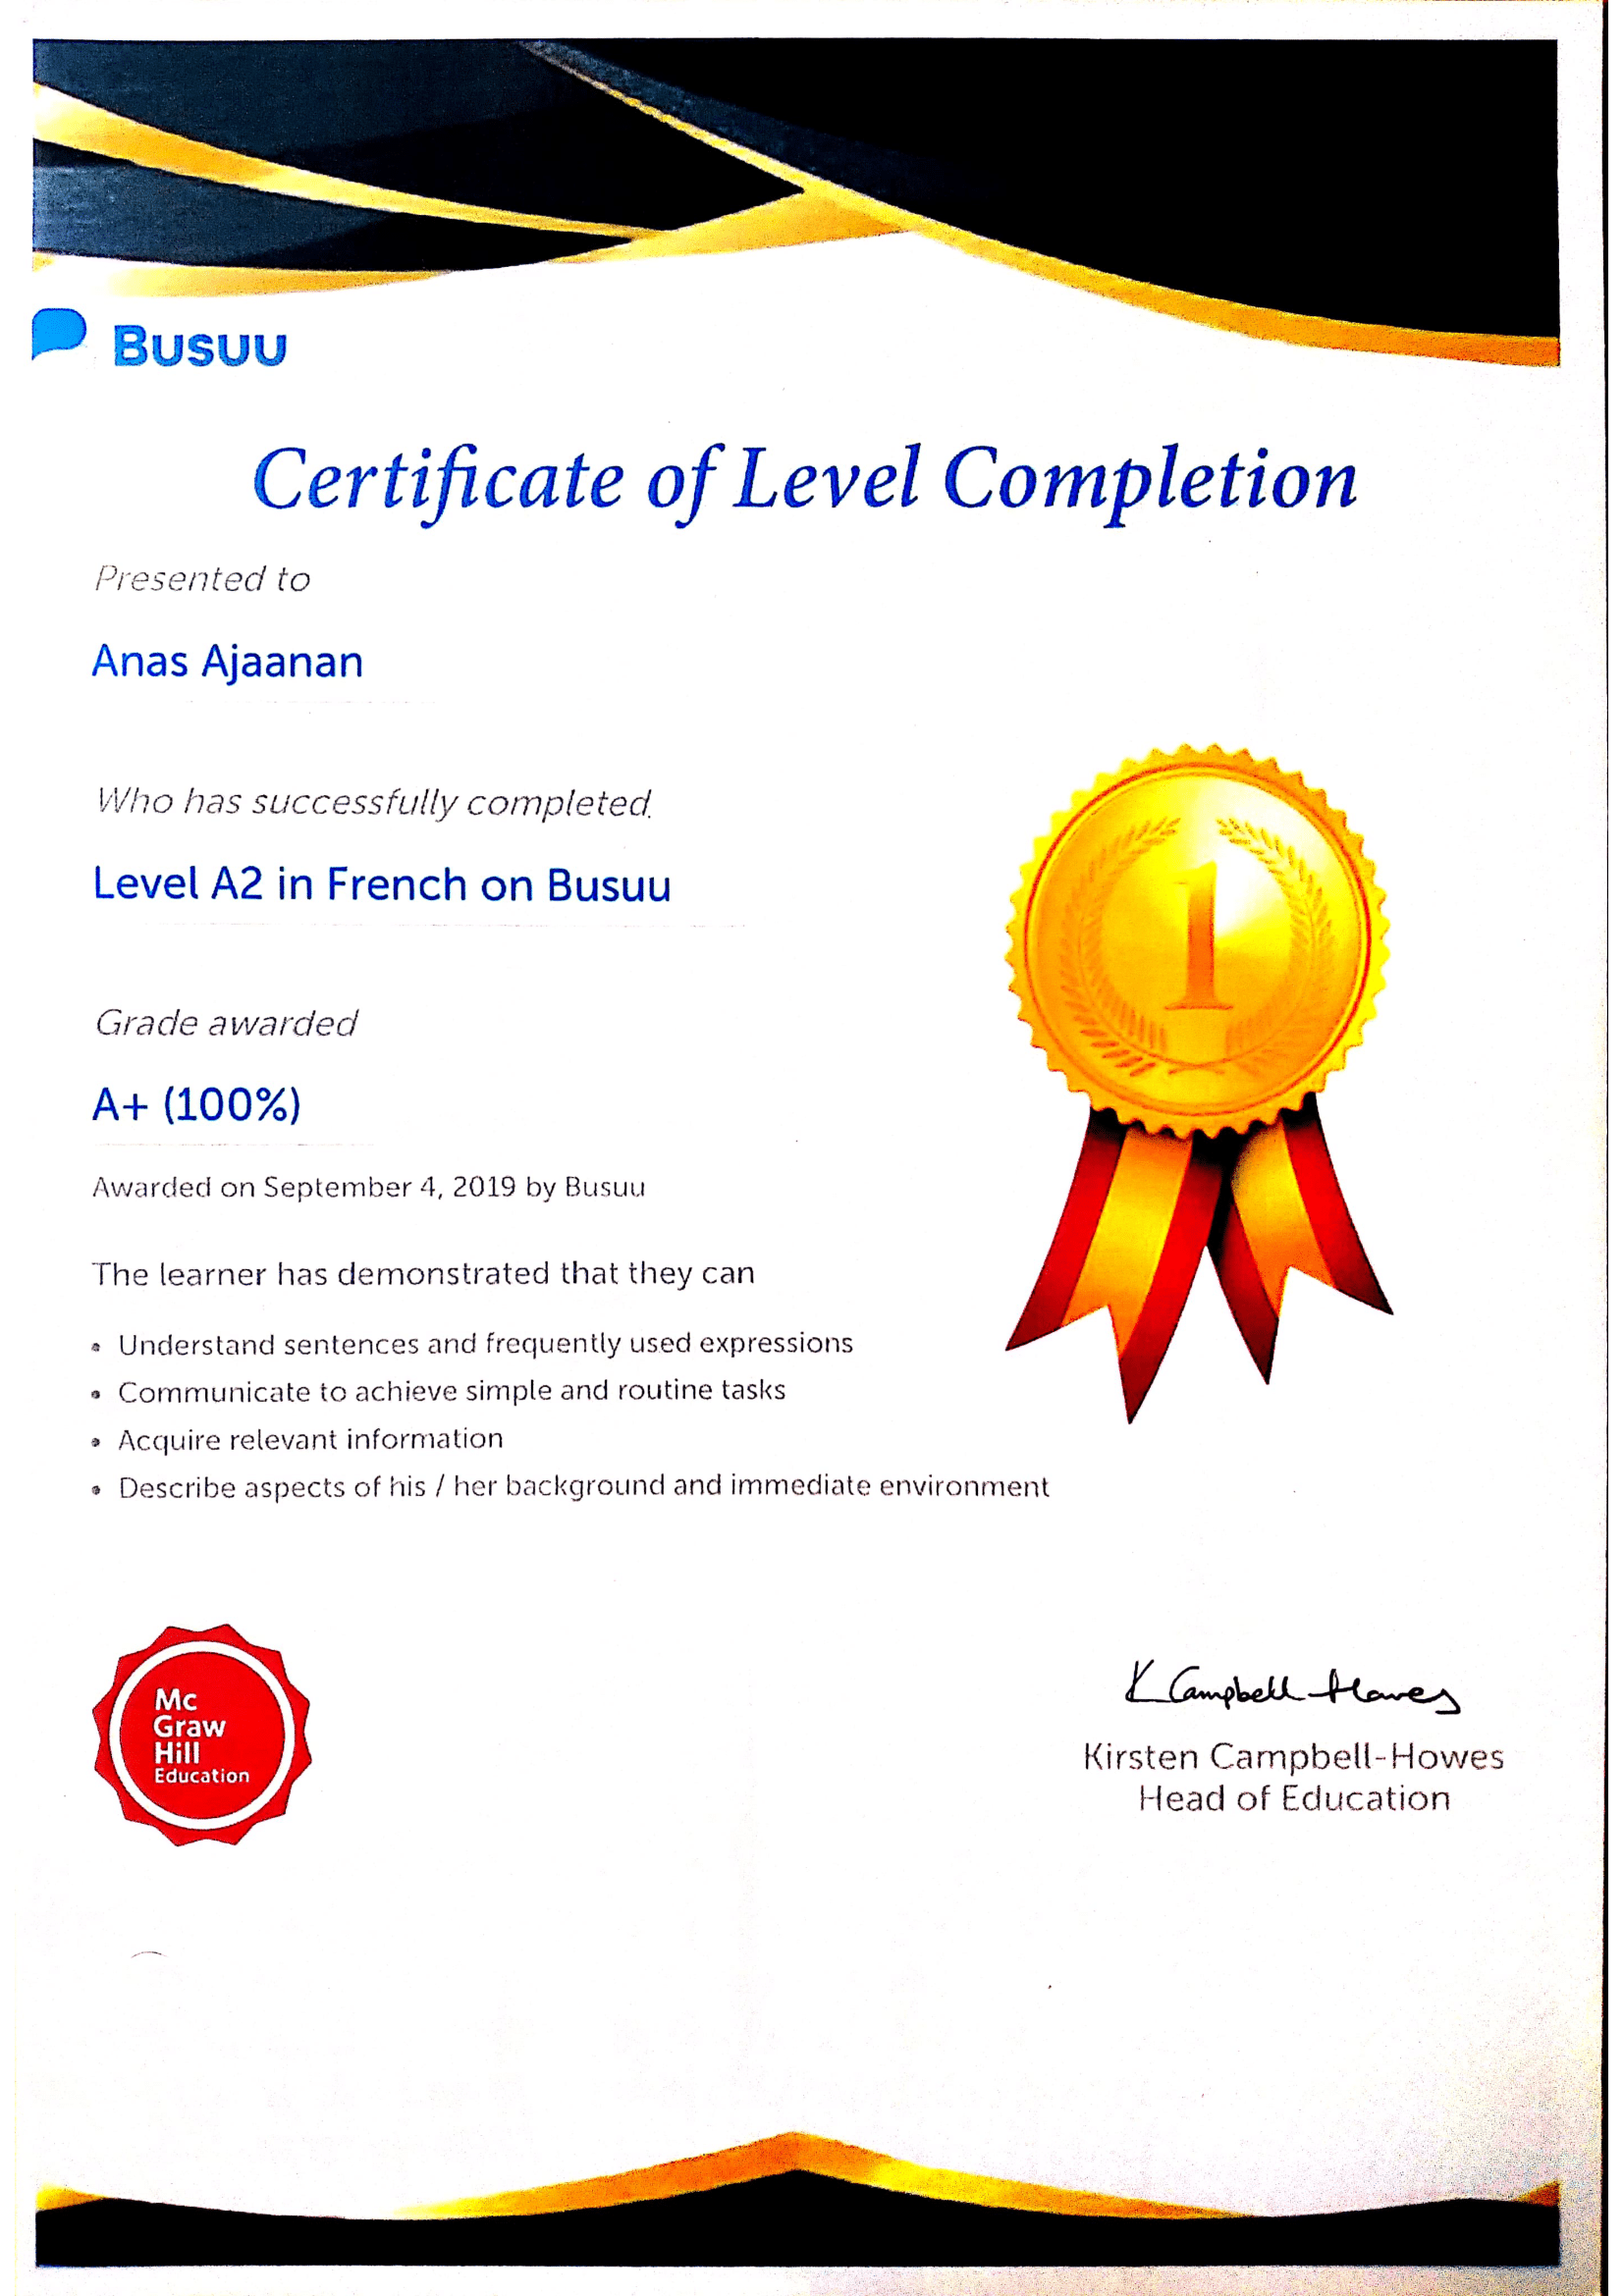 Busuu
Certificate of Level Completion
Presented to
Anas Ajaanan
Who has successfully completed.
Level A2 in French on Busuu
Grade awarded
A+ (100%)
Awarded on September 4, 2019 by Busuu
The learner has demonstrated that they can
• Understand sentences and frequently used expressions
• Communicate to achieve simple and routine tasks
• Acquire relevant information
• Describe aspects of his / her background and immediate environment
1
Mc
Graw
Hill
Education
K Campbell-Howes
Kirsten Campbell-Howes
Head of Education